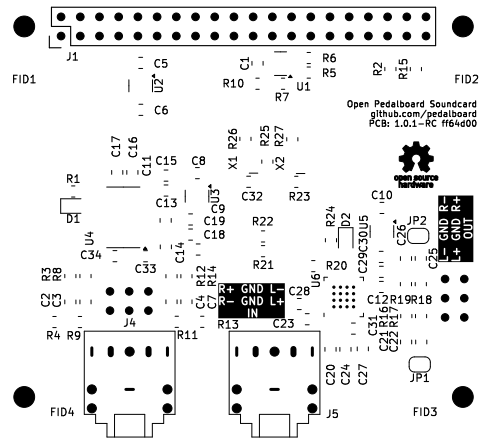 J1
C5
C1
R6
R5
R2
R15
FID1
U2
R10
R7
U1
FID2
C6
Open Pedalboard Soundcard
github.com/pedalboard
PCB: 1.0.1-RC ff64d00
R26
R25
R27
C17
C16
C11
C15
C8
X1
X2
open source
hardware
R1
C32
R23
D1
C13
U3
C9
C10
C19
C18
R22
R24
D2
U5
C26
JP2
L- GND R-
L+ GND R+
OUT
U4
C34
C33
C14
R21
C30
C29
C25
R3
R8
R12
R14
U6
R20
R+ GND L-
R- GND L+
IN
C28
C12
R19
R18
C2
C3
C4
C7
J4
R4
R9
R11
R13
C23
C31
R16
R17
C21
C22
C20
C24
C27
JP1
FID4
J5
FID3